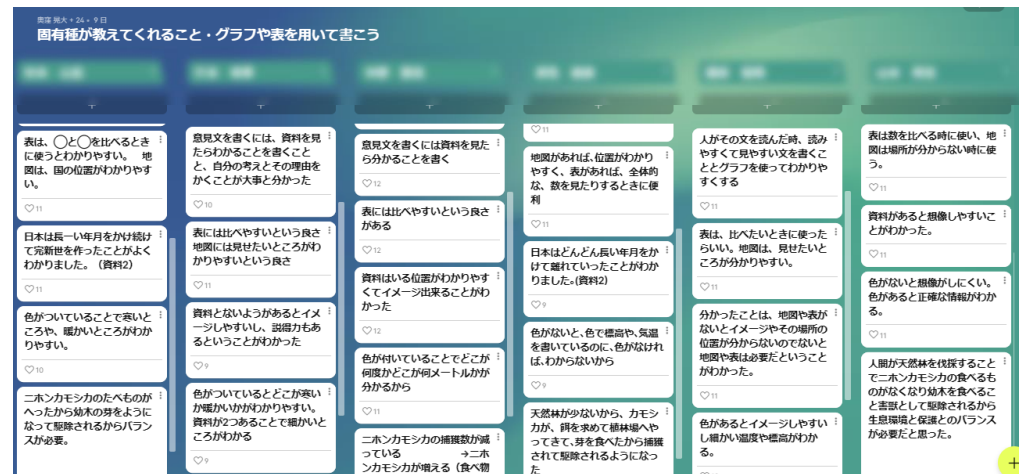 奥窪 晃大 + 24 • 9日
固有種が教えてくれること・グラフや表を用いて書こう
表は、◯と◯を比べるとき
に使うとわかりやすい。　地
図は、国の位置がわかりやす
い。
♡11
日本は長ー い年月をかけ続け
て完新世を作ったことがよく
わかりました。（資料2）
♡11
色がついていることで寒いと
ころや、暖かいところがわか
りやすい。
♡10
ニホンカモシカのたべものが
へったから幼木の芽をように
なって駆除されるからバラン
スが必要。
意見文を書くには、資料を見
たらわかることを書くこと
と、自分の考えとその理由を
かくことが大事と分かった
♡10
表には比べやすいという良さ
地図には見せたいところがわ
かりやすいという良さ
♡11
資料とないようがあるとイメ
ージしやすいし、説得力もあ
るということがわかった
♡9
色がついているとどこが寒い
か暖かいかがわかりやすい。
資料が2つあることで細かいと
ころがわかる
♡9
意見文を書くには資料を見た
ら分かることを書く
♡12
表には比べやすいという良さ
がある
♡12
資料はいる位置がわかりやす
くてイメージ出来ることがわ
かった
♡12
色が付いていることでどこが
何度かどこが何メートルかが
分かるから
♡11
ニホンカモシカの捕獲数が減
っている　　　→ニホ
ンカモシカが増える（食べ物
♡11
地図があれば、位置がわかり
やすく、表があれば、全体的
な、数を見たりするときに便
利
♡11
日本はどんどん長い年月をか
けて離れていったことがわか
りました。(資料2)
♡9
色がないと、色で標高や、気温
を書いているのに、色がなけれ
ば、わからないから
♡9
天然林が少ないから、カモシ
カが、餌を求めて植林場へや
ってきて、芽を食べたから捕獲
されて駆除されるようになっ
た
人がその文を読んだ時、読み
やすくて見やすい文を書くこ
ととグラフを使ってわかりや
すくする
♡11
表は、比べたいときに使った
らいい。地図は、見せたいと
ころが分かりやすい。
♡11
分かったことは、地図や表が
ないとイメージやその場所の
位置が分からないのでないと
地図や表は必要だということ
がわかった。
♡11
色があるとイメージしやすい
し細かい温度や標高がわか
る。
表は数を比べる時に使い、地
図は場所が分からない時に使
う。
♡11
資料があると想像しやすいこ
とがわかった。
♡11
色がないと想像がしにくい。
色があると正確な情報がわか
る。
♡11
人間が天然林を伐採すること
でニホンカモシカの食べるも
のがなくなり幼木を食べるこ
と害獣として駆除されるから
生息環境と保護とのバランス
が必要だと思った。